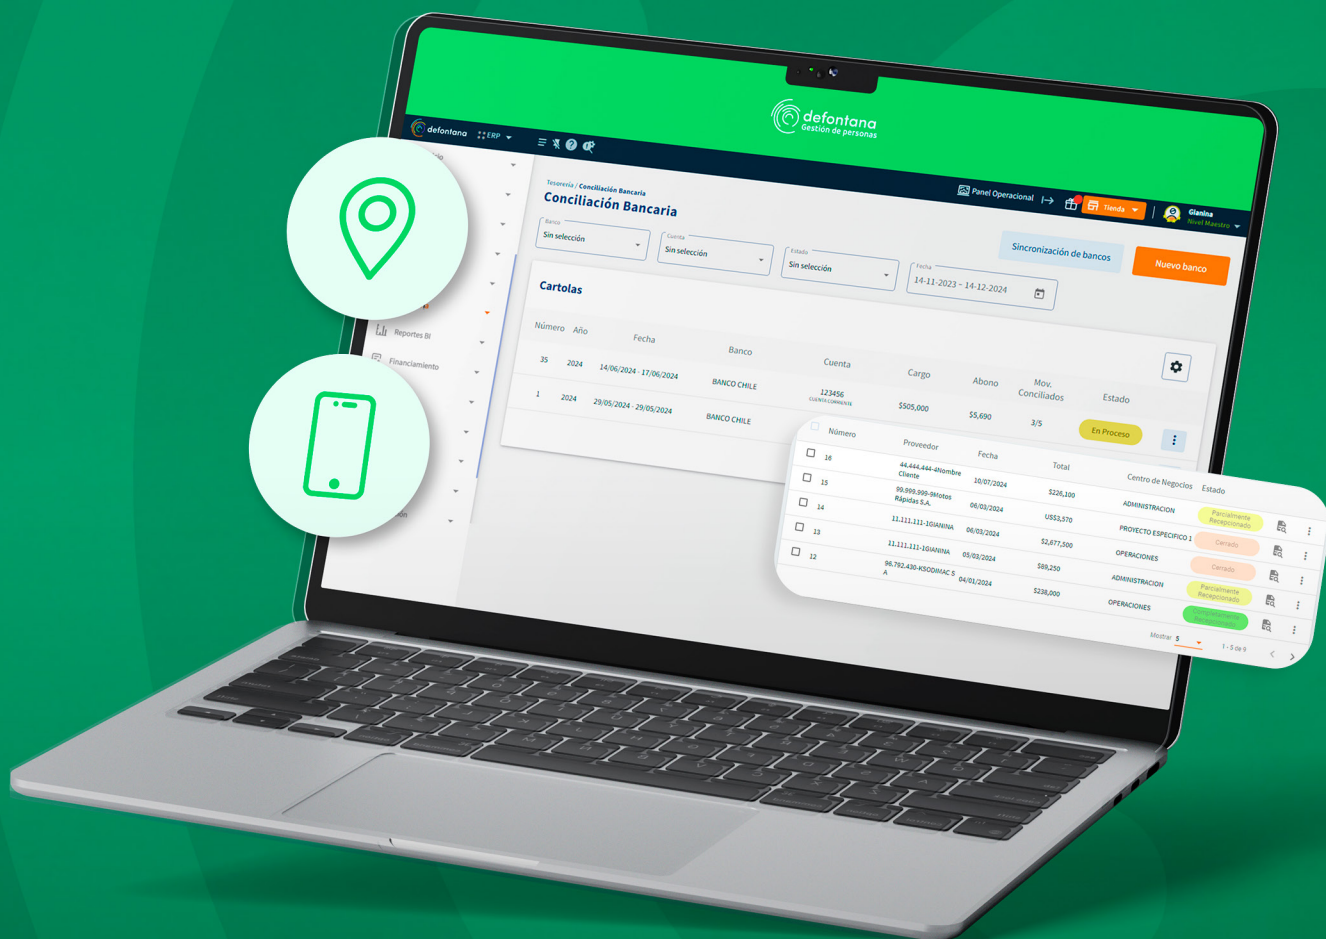 defontana
Gestión de personas
defontana ERP
Panel Operacional
Tienda
Gianina
Nivel Maestro
Tesorería / Conciliación Bancaria
Conciliación Bancaria
Sincronización de bancos
Nuevo banco
Banco
Sin selección
Cuenta
Sin selección
Estado
Sin selección
Fecha
14-11-2023 - 14-12-2024
Reportes BI
Financiamiento
Cartolas
Número Año Fecha Banco Cuenta Cargo Abono Mov. Conciliados Estado
35 2024 14/06/2024 - 17/06/2024 BANCO CHILE 123456 CUENTA CORRIENTE $505,000 $5,690 3/5 En Proceso
1 2024 29/05/2024 - 29/05/2024 BANCO CHILE
Número Proveedor Fecha Total Centro de Negocios Estado
16 44.444.444-4Nombre Cliente 10/07/2024 $226,100 ADMINISTRACION Parcialmente Recepcionado
15 99.999.999-9Motos Rápidas S.A. 06/03/2024 US$3,570 PROYECTO ESPECIFICO 1 Cerrado
14 11.111.111-1GIANINA 06/03/2024 $2,677,500 OPERACIONES Cerrado
13 11.111.111-1GIANINA 05/03/2024 $89,250 ADMINISTRACION Parcialmente Recepcionado
12 96.792.430-KSODIMAC S A 04/01/2024 $238,000 OPERACIONES Completamente Recepcionado
Mostrar 5 1 - 5 de 9